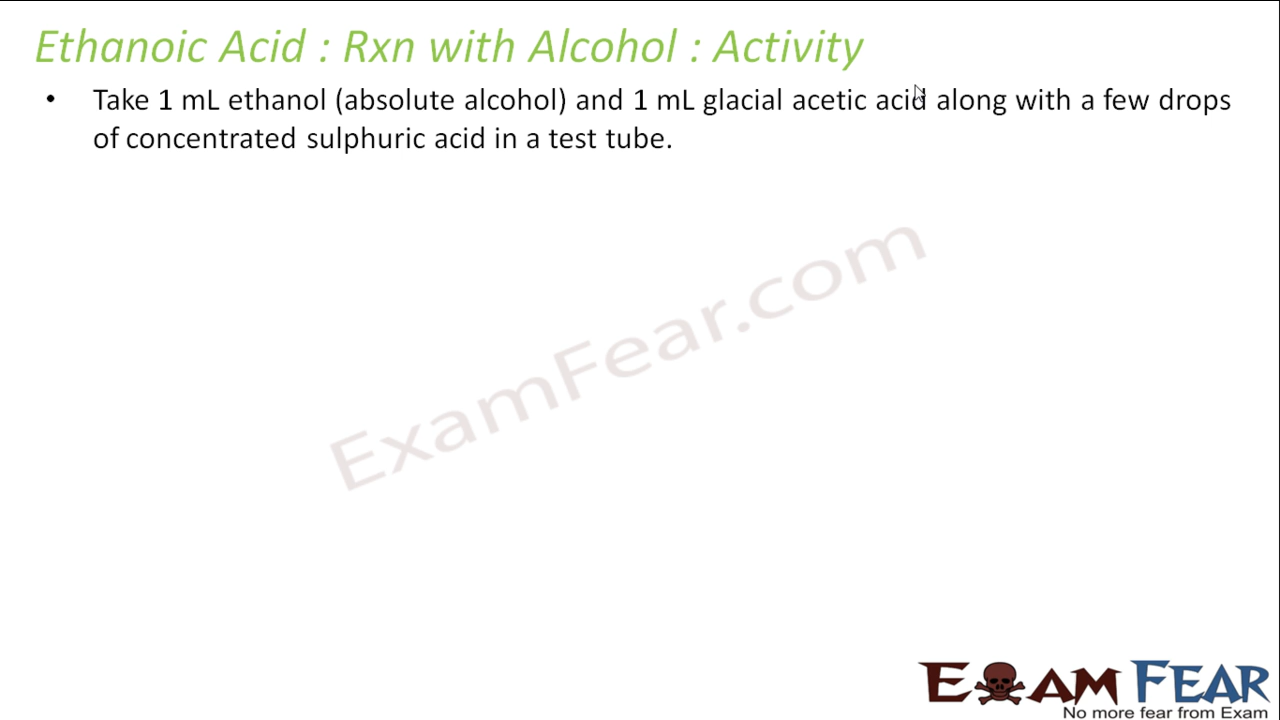 Ethanoic Acid : Rxn with Alcohol : Activity
• Take 1 mL ethanol (absolute alcohol) and 1 mL glacial acetic acid along with a few drops
of concentrated sulphuric acid in a test tube.
ExamFear.com
EXAM FEAR
No more fear from Exam